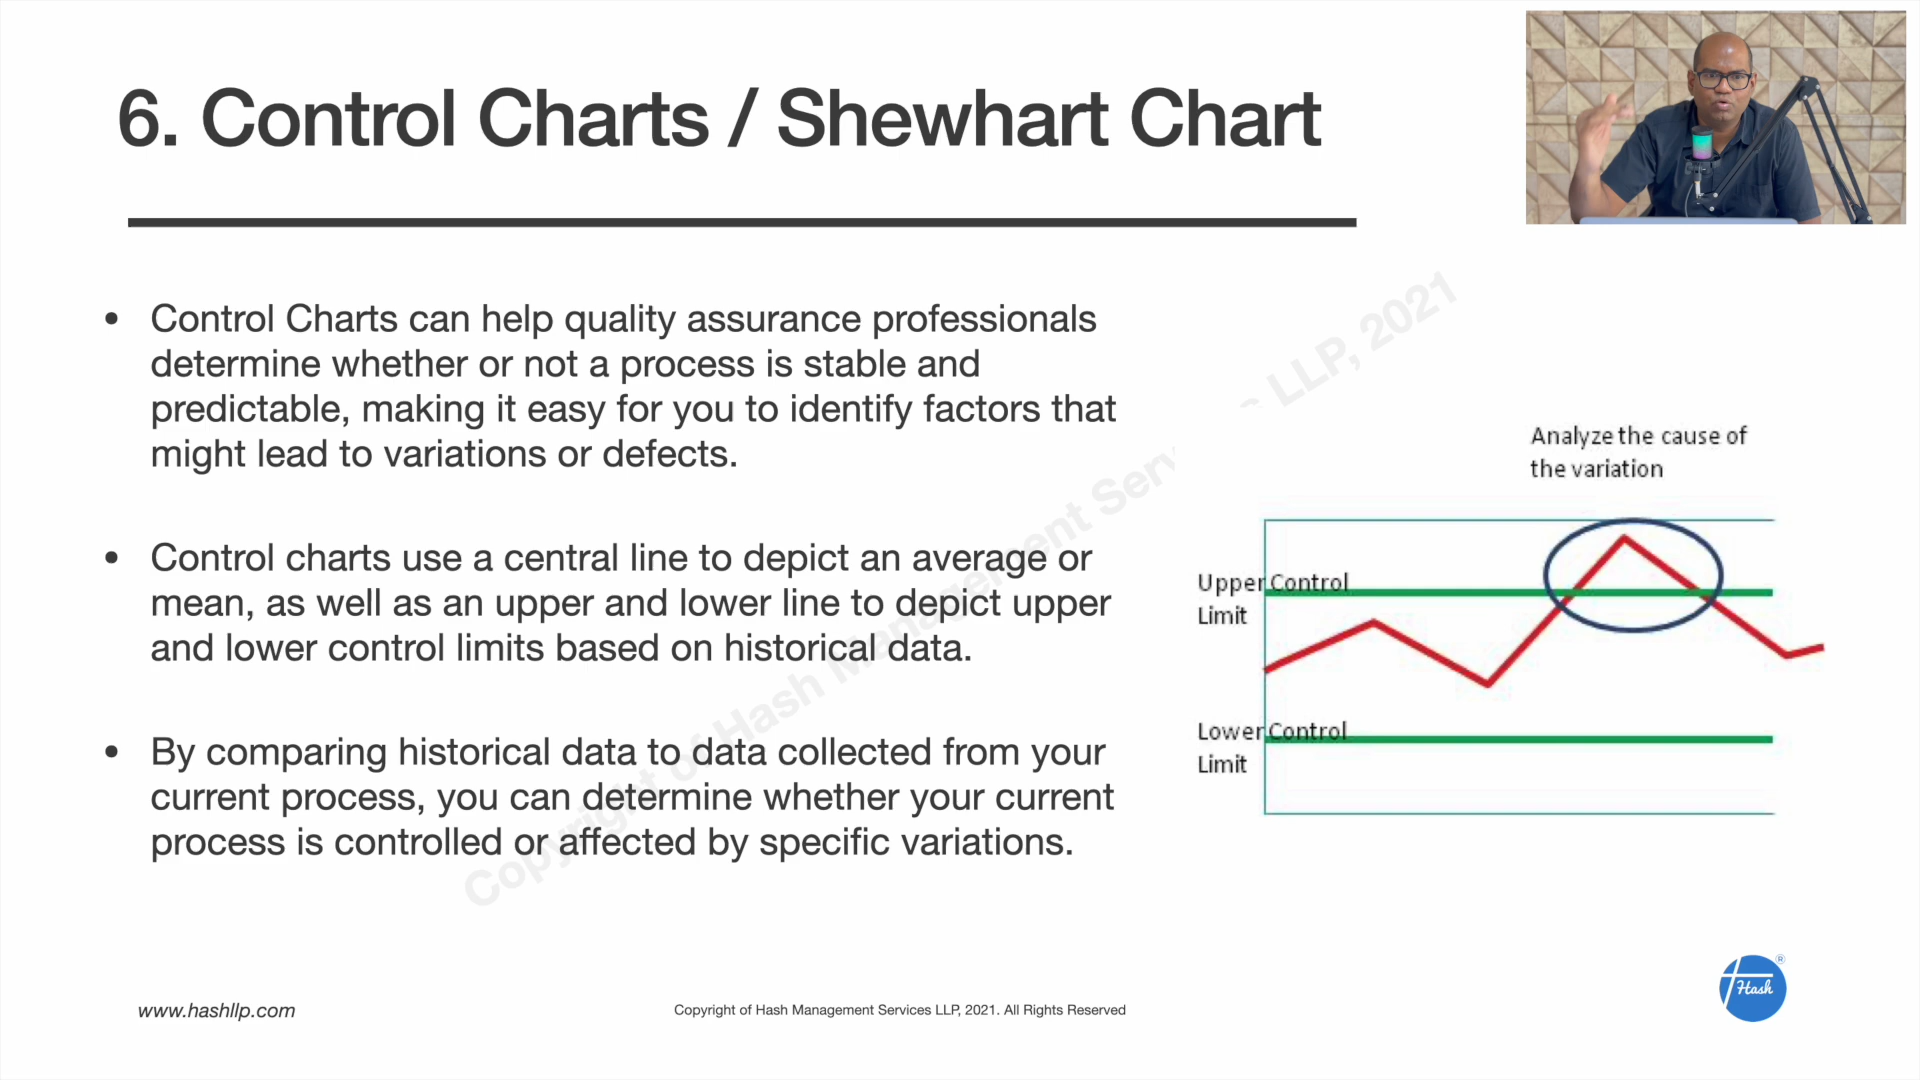 6. Control Charts / Shewhart Chart
• Control Charts can help quality assurance professionals
determine whether or not a process is stable and
predictable, making it easy for you to identify factors that
might lead to variations or defects.
• Control charts use a central line to depict an average or
mean, as well as an upper and lower line to depict upper
and lower control limits based on historical data.
• By comparing historical data to data collected from your
current process, you can determine whether your current
process is controlled or affected by specific variations.
Analyze the cause of
the variation
Upper Control
Limit
Lower Control
Limit
Copyright of Hash Management Serv s LLP, 2021
www.hashllp.com
Copyright of Hash Management Services LLP, 2021. All Rights Reserved
Hash
®